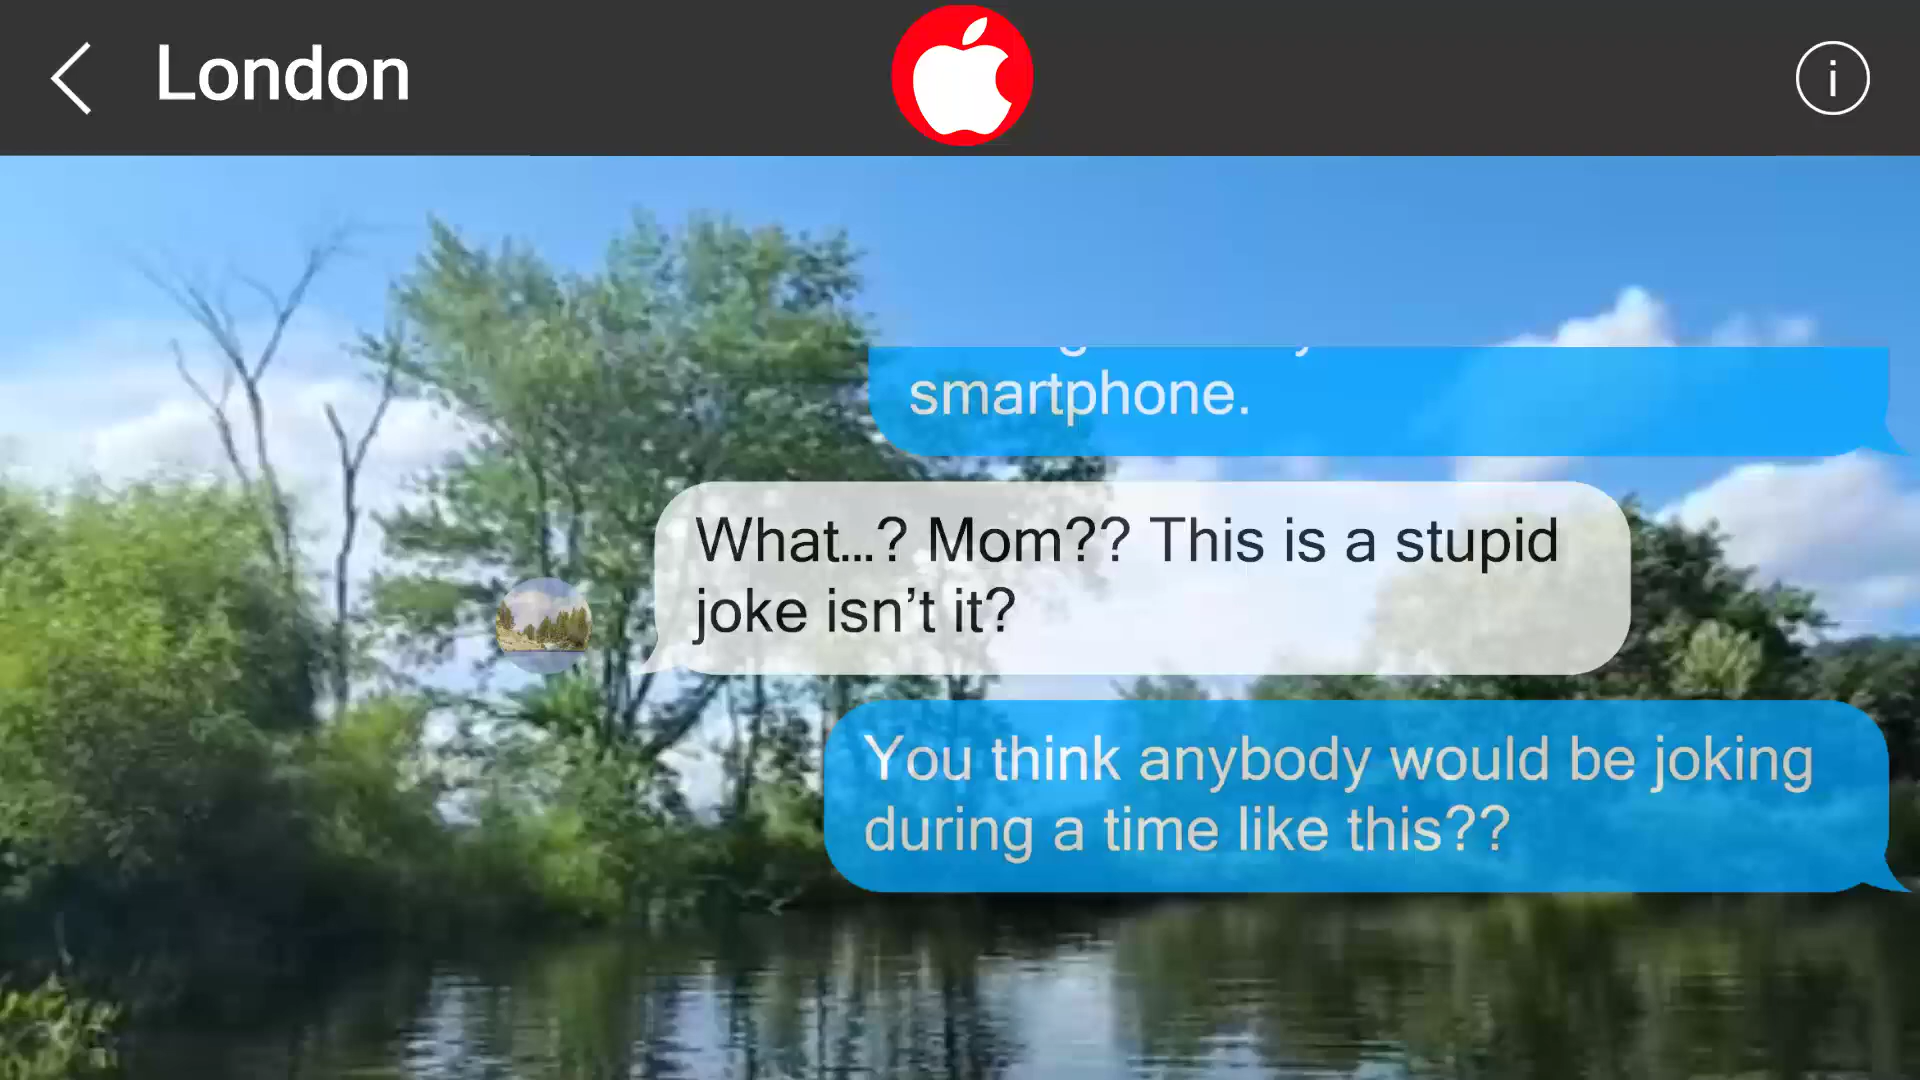 London
smartphone.
What...? Mom?? This is a stupid
joke isn’t it?
You think anybody would be joking
during a time like this??